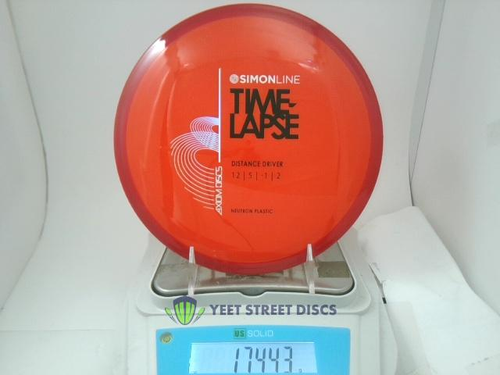 SIMONLINE
TIME-
LAPSE
DISTANCE DRIVER
12 | 5 | -1 | 2
NEUTRON PLASTIC
AXIOM DISCS
YEET STREET DISCS
US SOLID
174.43